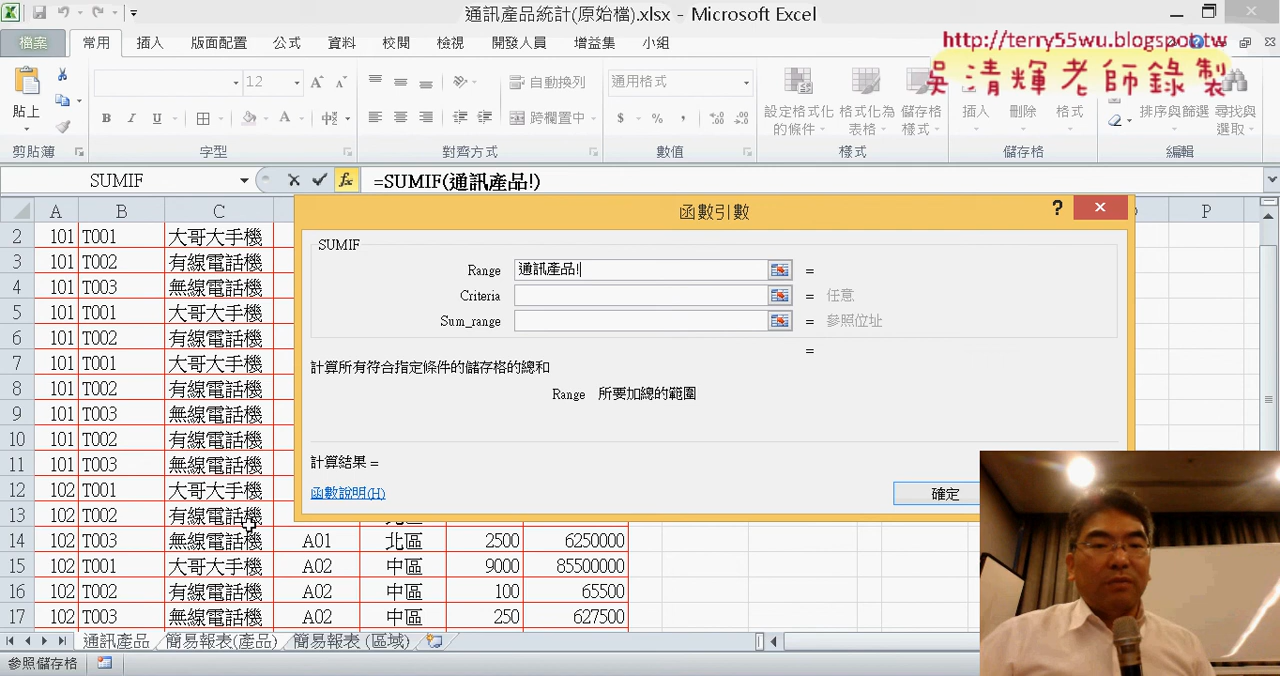 通訊產品統計(原始檔).xlsx - Microsoft Excel
檔案 常用 插入 版面配置 公式 資料 校閱 檢視 開發人員 增益集 小組
http://terry55wu.blogspot.tw
吳清輝老師錄製
貼上 12 自動換列 通用格式 設定格式化的條件 格式化為表格 儲存格樣式 插入 刪除 格式 排序與篩選 尋找與選取
B I U A 中文 跨欄置中 $ %
剪貼簿 字型 對齊方式 數值 樣式 儲存格 編輯
SUMIF fx =SUMIF(通訊產品!)
A B C P
函數引數 ?
2 101 T001 大哥大手機
SUMIF
3 101 T002 有線電話機
Range 通訊產品! =
4 101 T003 無線電話機
Criteria = 任意
5 101 T001 大哥大手機
Sum_range = 參照位址
6 101 T002 有線電話機
=
7 101 T001 大哥大手機
計算所有符合指定條件的儲存格的總和
8 101 T002 有線電話機
Range 所要加總的範圍
9 101 T003 無線電話機
10 101 T002 有線電話機
11 101 T003 無線電話機
計算結果 =
12 102 T001 大哥大手機
函數說明(H) 確定
13 102 T002 有線電話機
14 102 T003 無線電話機 A01 北區 2500 6250000
15 102 T001 大哥大手機 A02 中區 9000 85500000
16 102 T002 有線電話機 A02 中區 100 65500
17 102 T003 無線電話機 A02 中區 250 627500
通訊產品 簡易報表(產品) 簡易報表 (區域)
參照儲存格